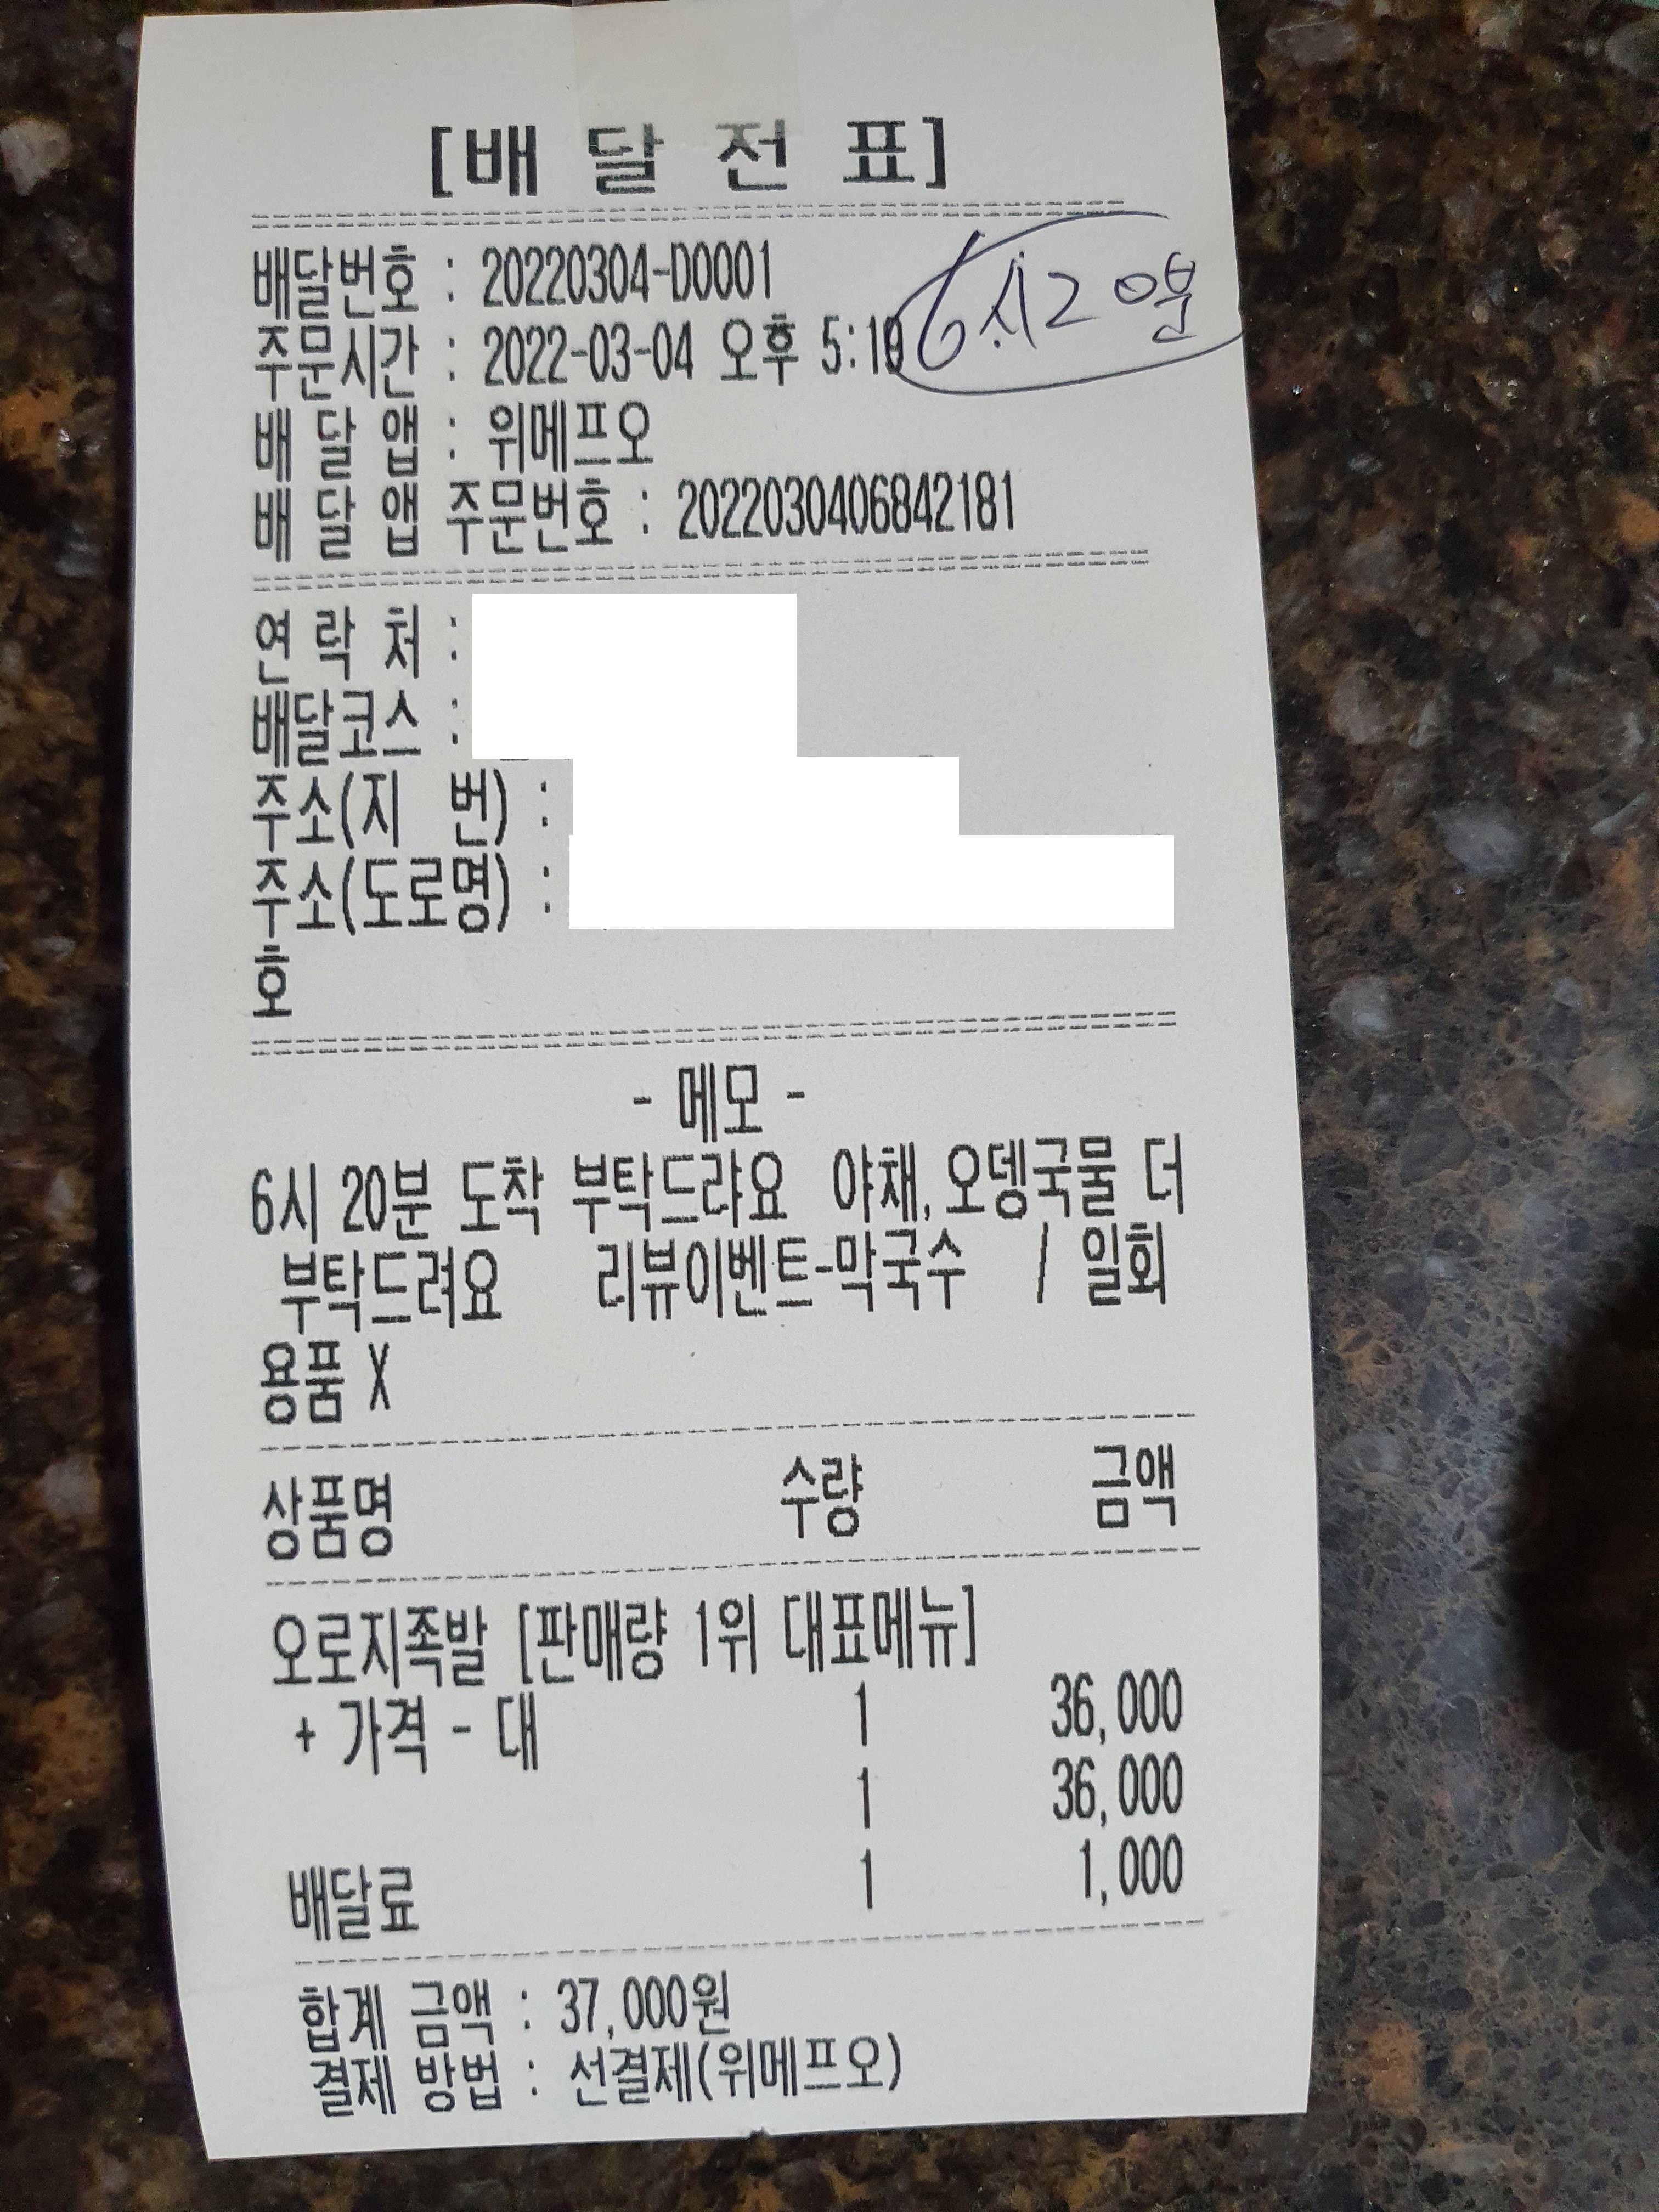 [배 달 전 표]
배달번호 : 20220304-D0001
주문시간 : 2022-03-04 오후 5:19
6시20분
배 달 앱 : 위메프오
배 달 앱 주문번호 : 2022030406842181
연 락 처 :
배달코스 :
주소(지 번) :
주소(도로명) :
호
- 메모 -
6시 20분 도착 부탁드랴요 야채,오뎅국물 더
부탁드려요 리뷰이벤트-막국수 / 일회
용품 X
상품명 수량 금액
오로지족발 [판매량 1위 대표메뉴]
+ 가격 - 대 1 36,000
1 36,000
배달료 1 1,000
합계 금액 : 37,000원
결제 방법 : 선결제(위메프오)